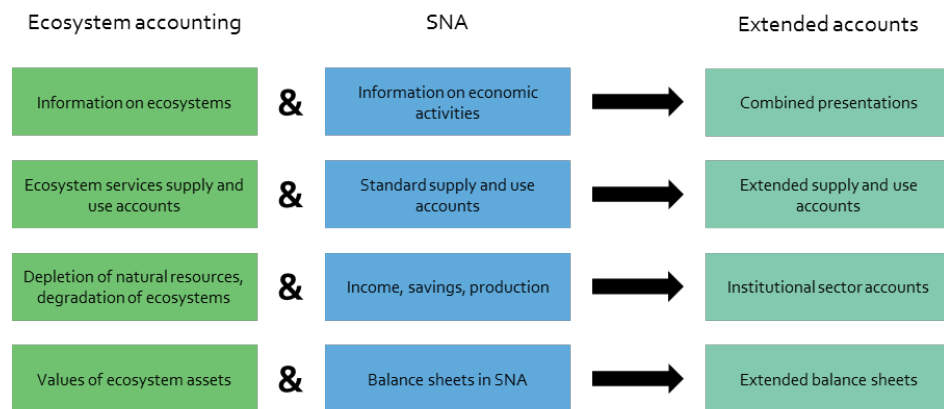 Ecosystem accounting
SNA
Extended accounts
Information on ecosystems
&
Information on economic
activities
Combined presentations
Ecosystem services supply and
use accounts
&
Standard supply and use
accounts
Extended supply and use
accounts
Depletion of natural resources,
degradation of ecosystems
&
Income, savings, production
Institutional sector accounts
Values of ecosystem assets
&
Balance sheets in SNA
Extended balance sheets